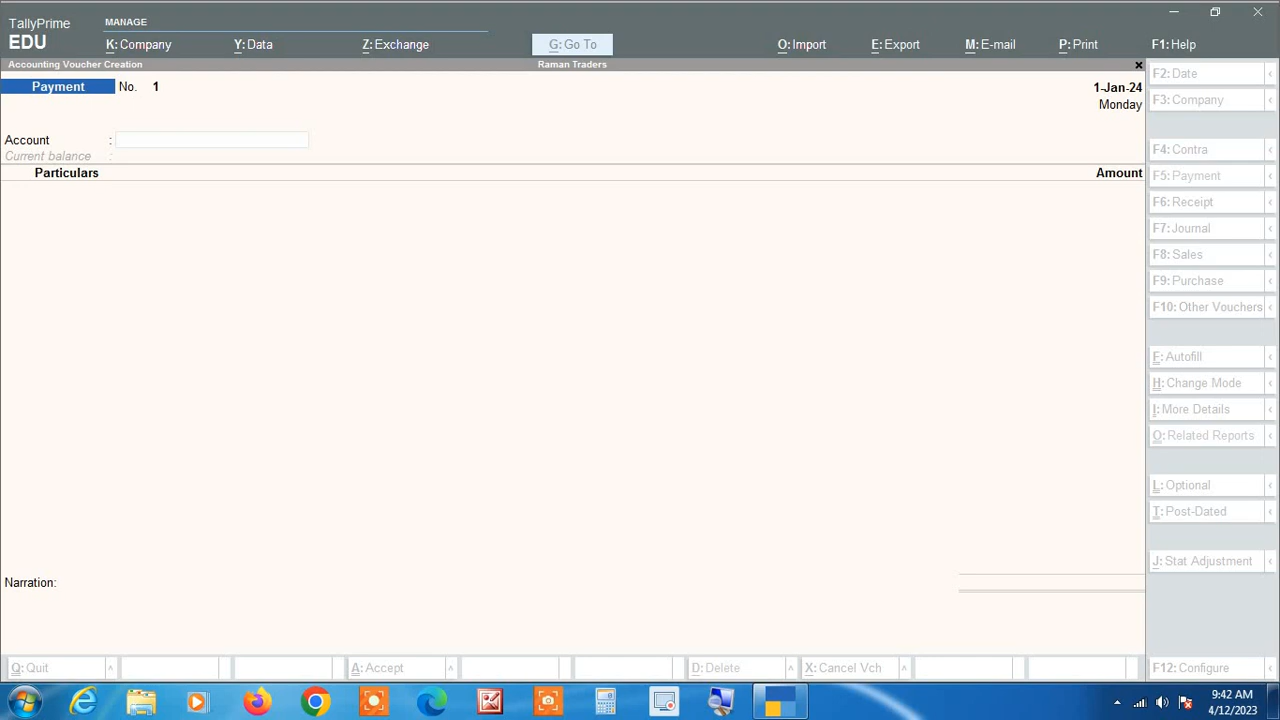 TallyPrime
EDU
MANAGE
K: Company
Y: Data
Z: Exchange
G: Go To
O: Import
E: Export
M: E-mail
P: Print
F1: Help
Accounting Voucher Creation
Raman Traders
Payment
No. 1
1-Jan-24
Monday
Account :
Current balance :
Particulars
Amount
Narration:
F2: Date
F3: Company
F4: Contra
F5: Payment
F6: Receipt
F7: Journal
F8: Sales
F9: Purchase
F10: Other Vouchers
F: Autofill
H: Change Mode
I: More Details
O: Related Reports
L: Optional
T: Post-Dated
J: Stat Adjustment
Q: Quit
A: Accept
D: Delete
X: Cancel Vch
F12: Configure
9:42 AM
4/12/2023